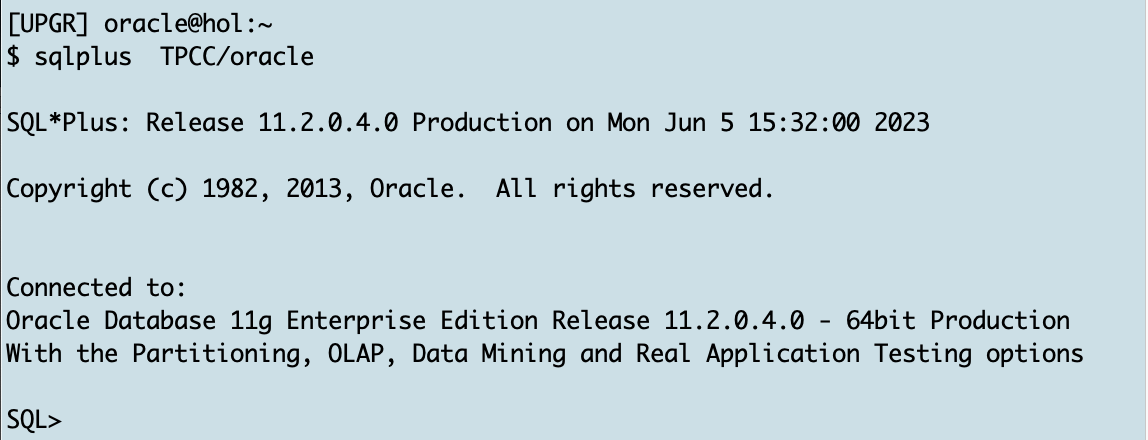 [UPGR] oracle@hol:~
$ sqlplus  TPCC/oracle
SQL*Plus: Release 11.2.0.4.0 Production on Mon Jun 5 15:32:00 2023
Copyright (c) 1982, 2013, Oracle.  All rights reserved.
Connected to:
Oracle Database 11g Enterprise Edition Release 11.2.0.4.0 - 64bit Production
With the Partitioning, OLAP, Data Mining and Real Application Testing options
SQL>